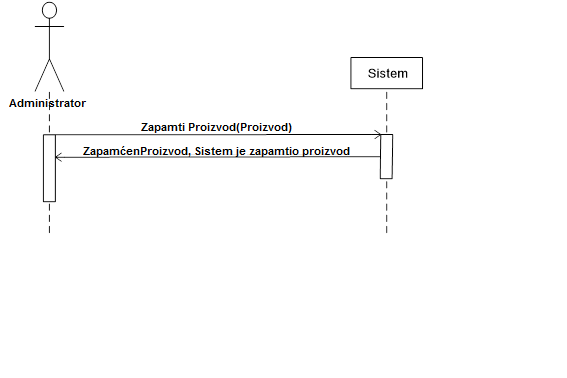 Sistem
Administrator
Zapamti Proizvod(Proizvod)
ZapamćenProizvod, Sistem je zapamtio proizvod